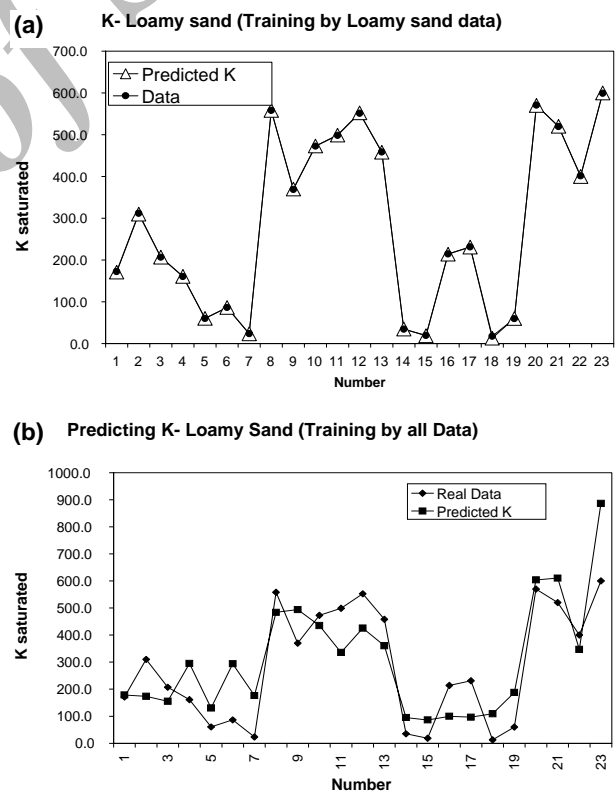 (a) K- Loamy sand (Training by Loamy sand data)
700.0
600.0
500.0
400.0
300.0
200.0
100.0
0.0
K saturated
Predicted K
Data
1 2 3 4 5 6 7 8 9 10 11 12 13 14 15 16 17 18 19 20 21 22 23
Number
(b) Predicting K- Loamy Sand (Training by all Data)
1000.0
900.0
800.0
700.0
600.0
500.0
400.0
300.0
200.0
100.0
0.0
K saturated
Real Data
Predicted K
1 3 5 7 9 11 13 15 17 19 21 23
Number